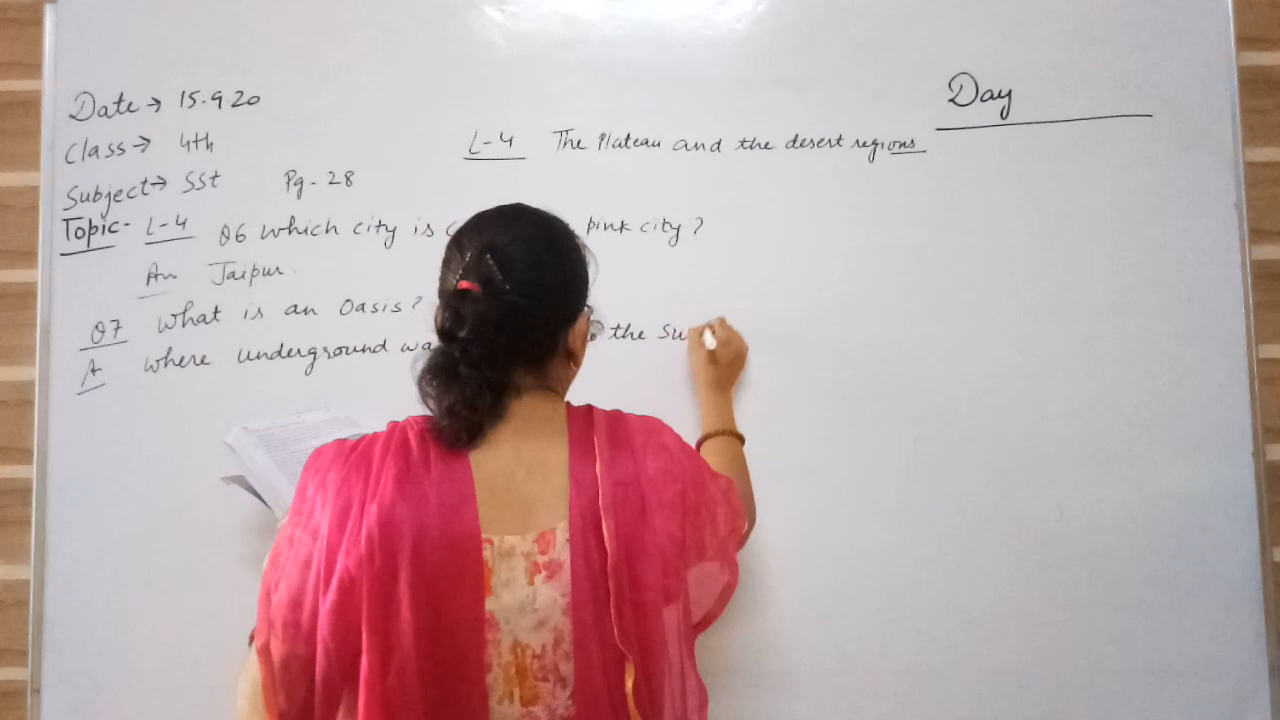 Day
Date → 15.9.20
Class → 4th
L-4 The Plateau and the desert regions
Subject → SSt Pg - 28
Topic - L-4 Q6 which city is pink city?
An Jaipur.
Q7 What is an Oasis?
A where underground the Su